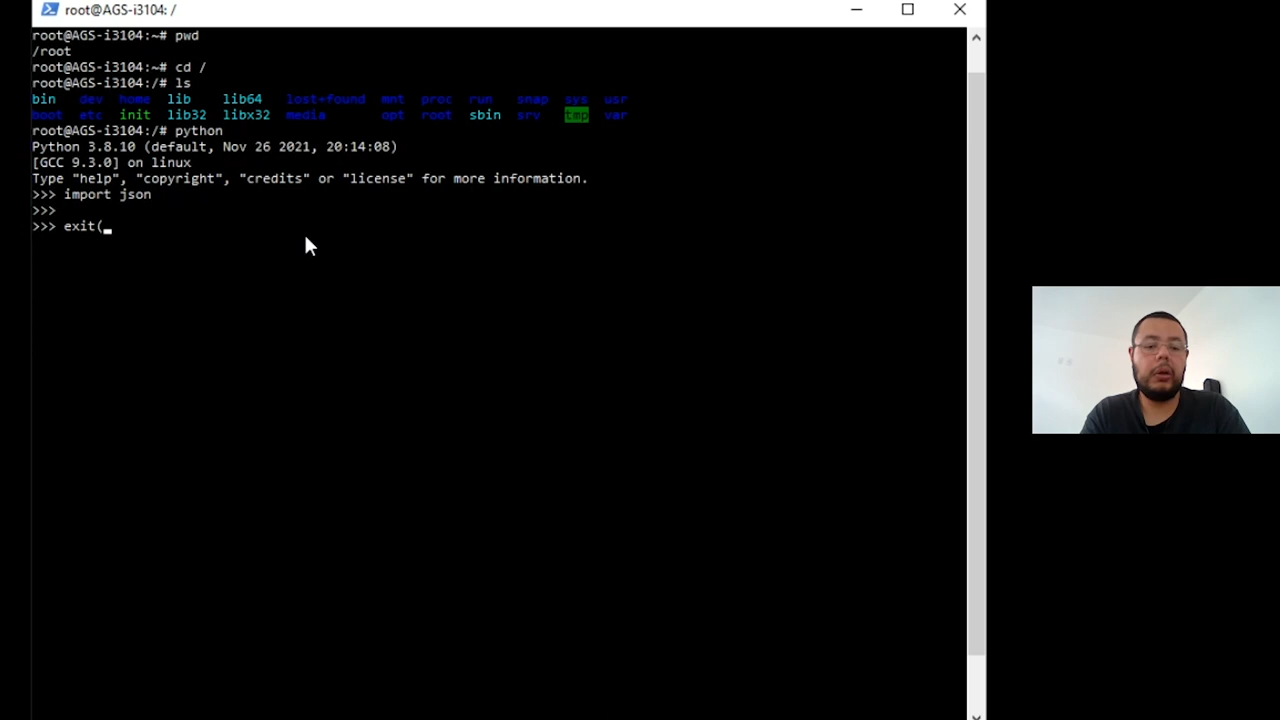 root@AGS-i3104: /
root@AGS-i3104:~# pwd
/root
root@AGS-i3104:~# cd /
root@AGS-i3104:/# ls
bin dev home lib lib64 lost+found mnt proc run snap sys usr
boot etc init lib32 libx32 media opt root sbin srv tmp var
root@AGS-i3104:/# python
Python 3.8.10 (default, Nov 26 2021, 20:14:08)
[GCC 9.3.0] on linux
Type "help", "copyright", "credits" or "license" for more information.
>>> import json
>>>
>>> exit(